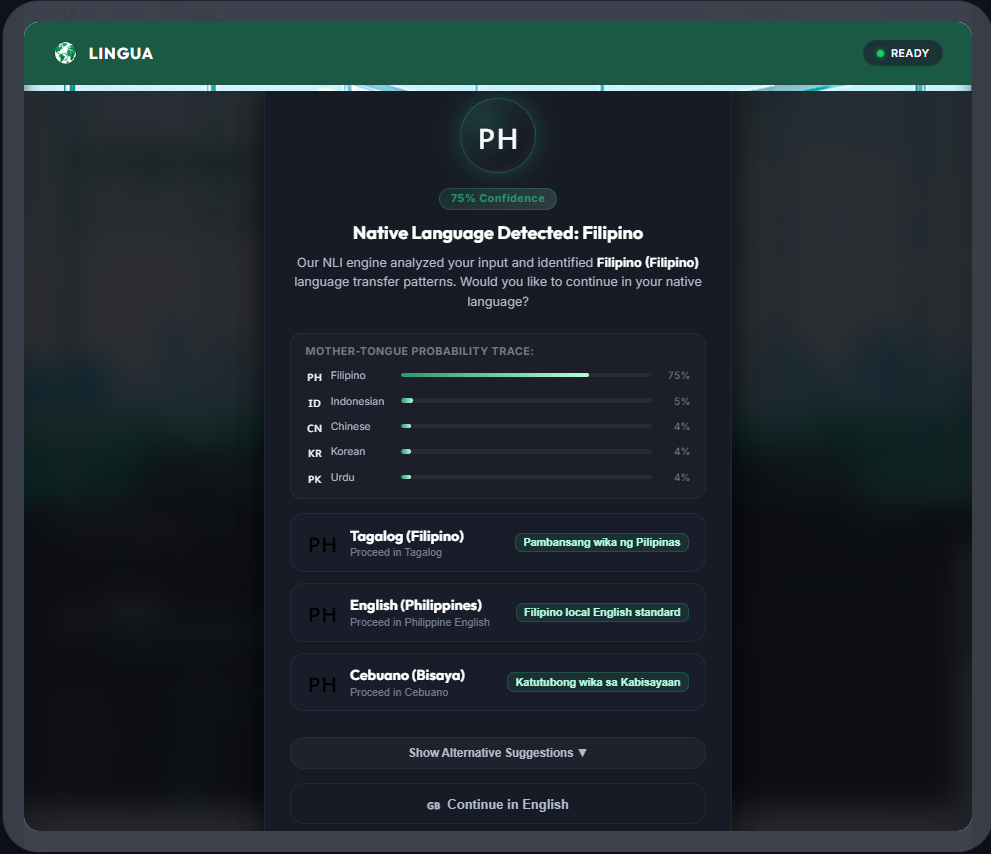 LINGUA
READY
PH
75% Confidence
Native Language Detected: Filipino
Our NLI engine analyzed your input and identified Filipino (Filipino)
language transfer patterns. Would you like to continue in your native
language?
MOTHER-TONGUE PROBABILITY TRACE:
PH Filipino 75%
ID Indonesian 5%
CN Chinese 4%
KR Korean 4%
PK Urdu 4%
PH Tagalog (Filipino) Pambansang wika ng Pilipinas
Proceed in Tagalog
PH English (Philippines) Filipino local English standard
Proceed in Philippine English
PH Cebuano (Bisaya) Katutubong wika sa Kabisayaan
Proceed in Cebuano
Show Alternative Suggestions ▼
GB Continue in English